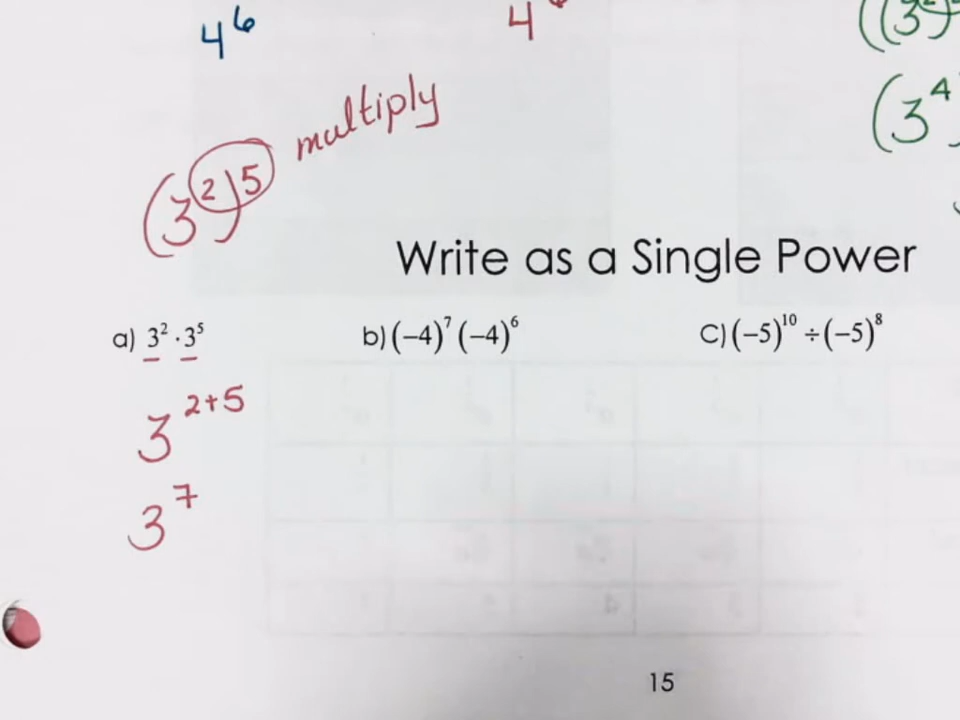 4⁶
4
((3²)
(3⁴
(3²)⁵ multiply
Write as a Single Power
a) 3² · 3⁵
b) (−4)⁷ (−4)⁶
C) (−5)¹⁰ ÷ (−5)⁸
3²⁺⁵
3⁷
15